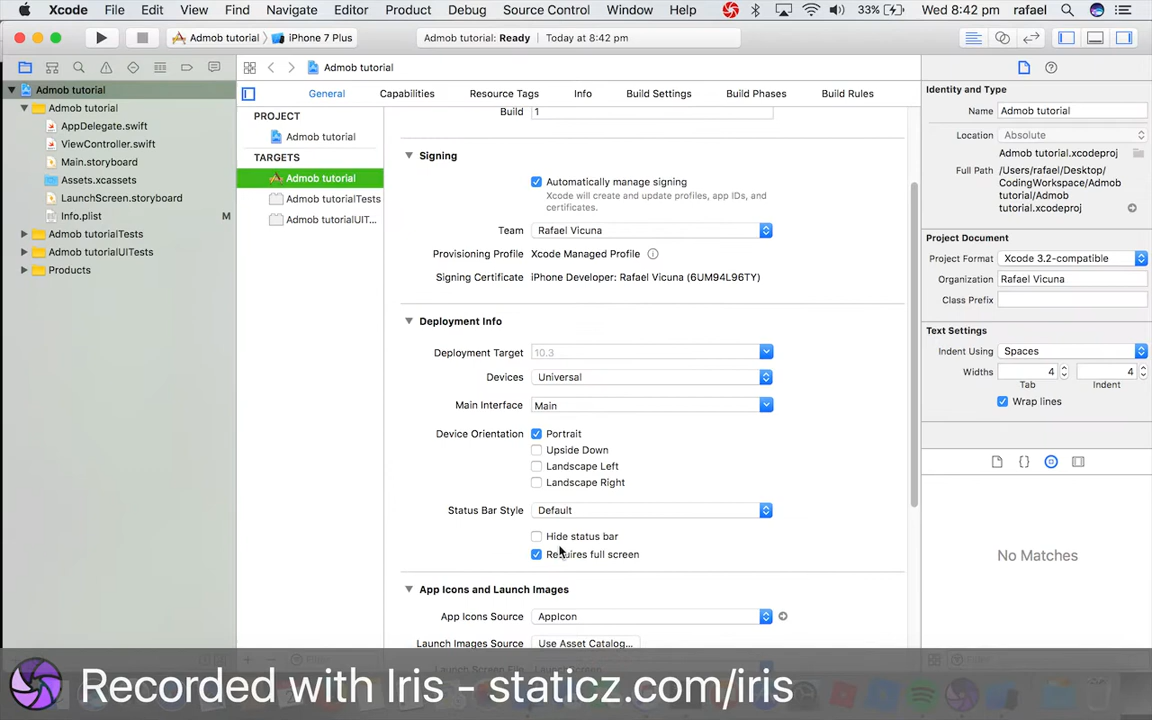 Xcode File Edit View Find Navigate Editor Product Debug Source Control Window Help 33% Wed 8:42 pm rafael
Admob tutorial iPhone 7 Plus Admob tutorial: Ready Today at 8:42 pm
Admob tutorial
Admob tutorial
Admob tutorial
AppDelegate.swift
ViewController.swift
Main.storyboard
Assets.xcassets
LaunchScreen.storyboard
Info.plist M
Admob tutorialTests
Admob tutorialUITests
Products
General Capabilities Resource Tags Info Build Settings Build Phases Build Rules
PROJECT
Admob tutorial
TARGETS
Admob tutorial
Admob tutorialTests
Admob tutorialUIT...
Build 1
Signing
Automatically manage signing
Xcode will create and update profiles, app IDs, and
certificates.
Team Rafael Vicuna
Provisioning Profile Xcode Managed Profile
Signing Certificate iPhone Developer: Rafael Vicuna (6UM94L96TY)
Deployment Info
Deployment Target 10.3
Devices Universal
Main Interface Main
Device Orientation Portrait
Upside Down
Landscape Left
Landscape Right
Status Bar Style Default
Hide status bar
Requires full screen
App Icons and Launch Images
App Icons Source AppIcon
Launch Images Source Use Asset Catalog...
Identity and Type
Name Admob tutorial
Location Absolute
Admob tutorial.xcodeproj
Full Path /Users/rafael/Desktop/
CodingWorkspace/Admob
tutorial/Admob
tutorial.xcodeproj
Project Document
Project Format Xcode 3.2-compatible
Organization Rafael Vicuna
Class Prefix
Text Settings
Indent Using Spaces
Widths 4 4
Tab Indent
Wrap lines
No Matches
Recorded with Iris - staticz.com/iris